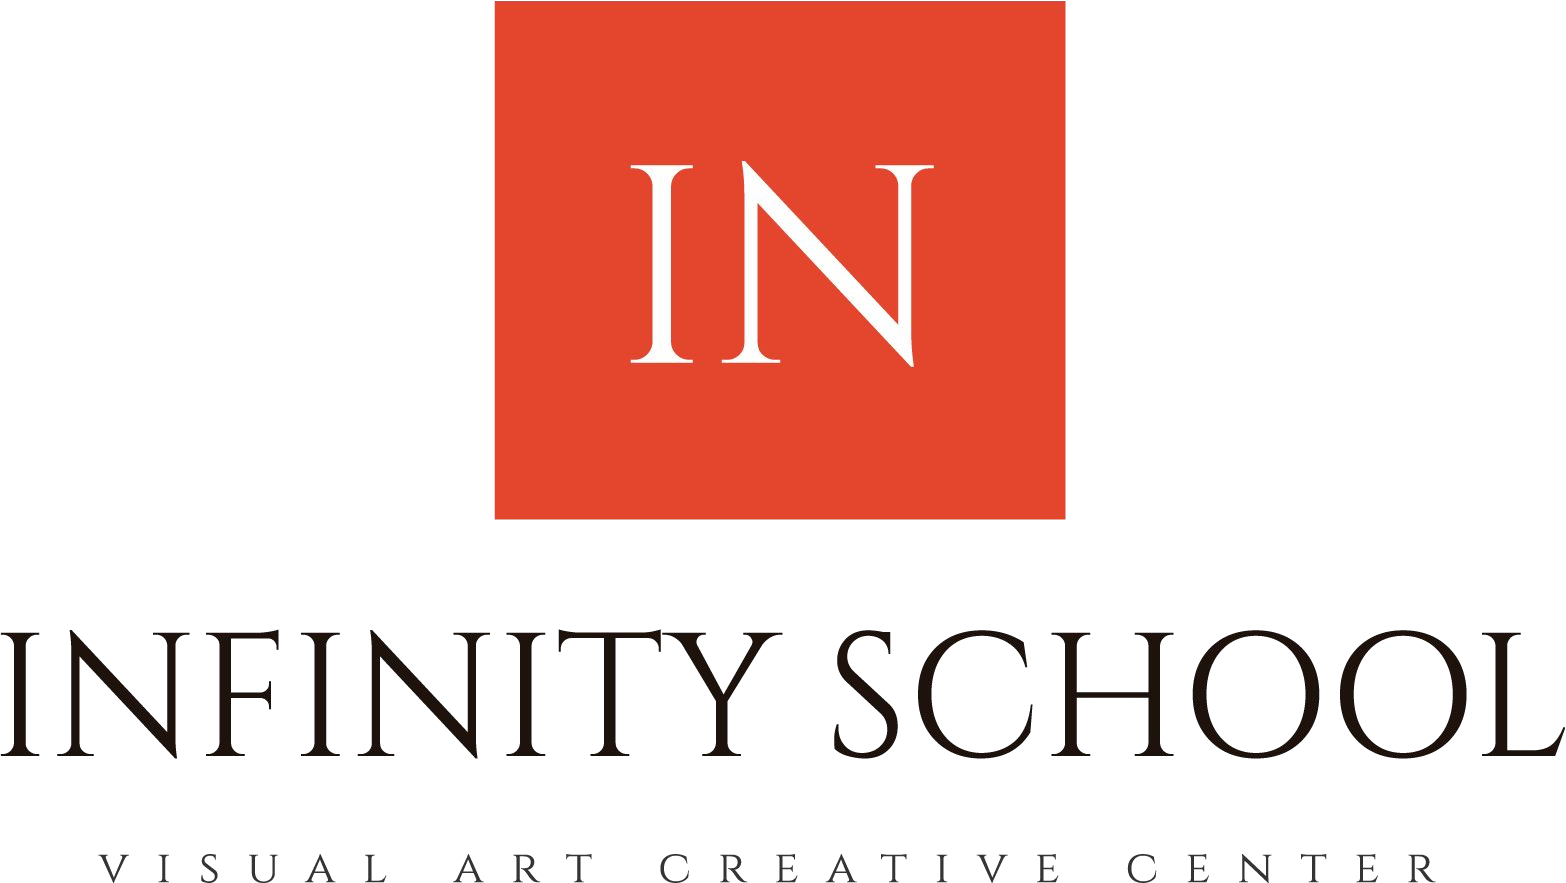 IN
INFINITY SCHOOL
VISUAL ART CREATIVE CENTER